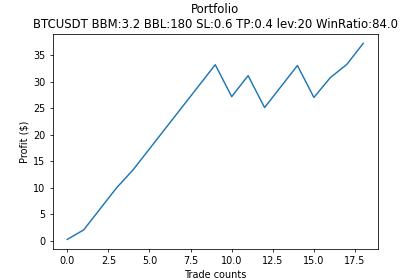 Portfolio
BTCUSDT BBM:3.2 BBL:180 SL:0.6 TP:0.4 lev:20 WinRatio:84.0
Profit ($)
35
30
25
20
15
10
5
0
0.0 2.5 5.0 7.5 10.0 12.5 15.0 17.5
Trade counts